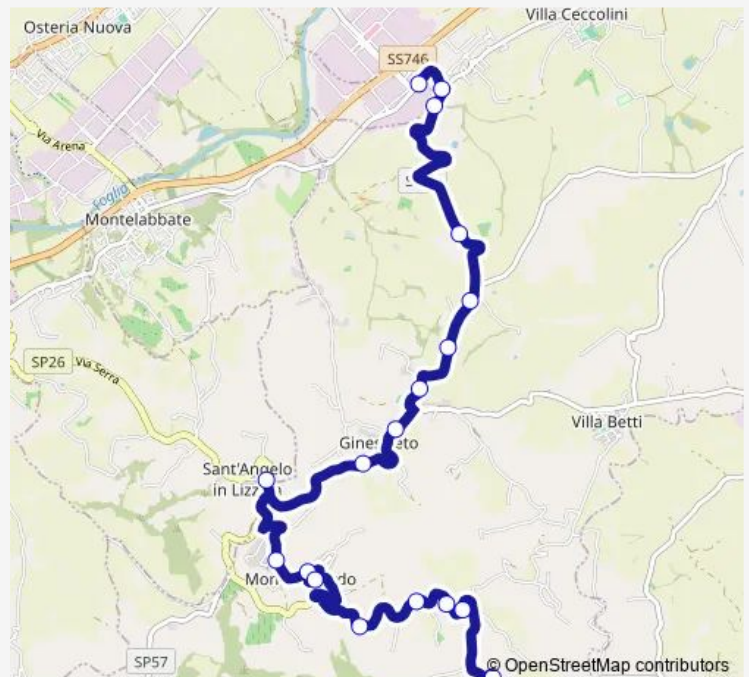 Osteria Nuova
Villa Ceccolini
SS746
Via Arena
Foglia
Montelabbate
SP26
Via Serra
Villa Betti
Sant'Angelo
in
SP57
© OpenStreetMap contributors